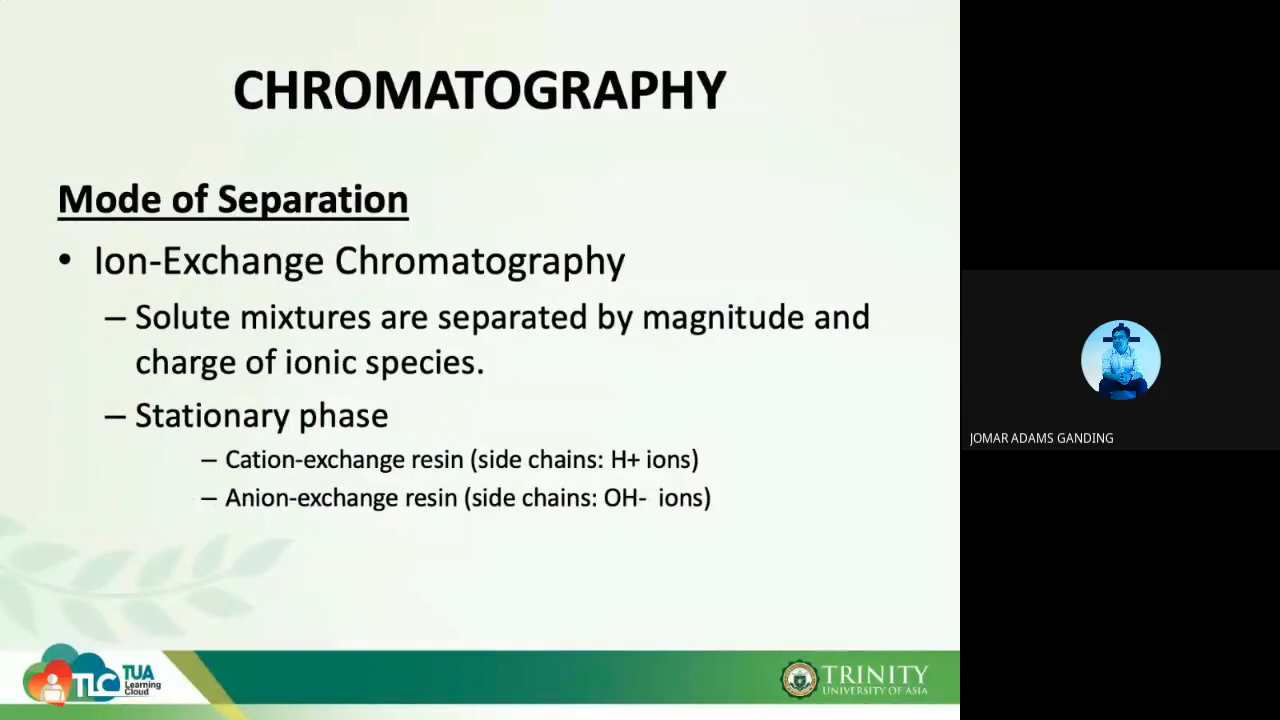 CHROMATOGRAPHY
Mode of Separation
• Ion-Exchange Chromatography
– Solute mixtures are separated by magnitude and
charge of ionic species.
– Stationary phase
– Cation-exchange resin (side chains: H+ ions)
– Anion-exchange resin (side chains: OH- ions)
JOMAR ADAMS GANDING
TLC TUA
Learning
Cloud
TRINITY
UNIVERSITY OF ASIA